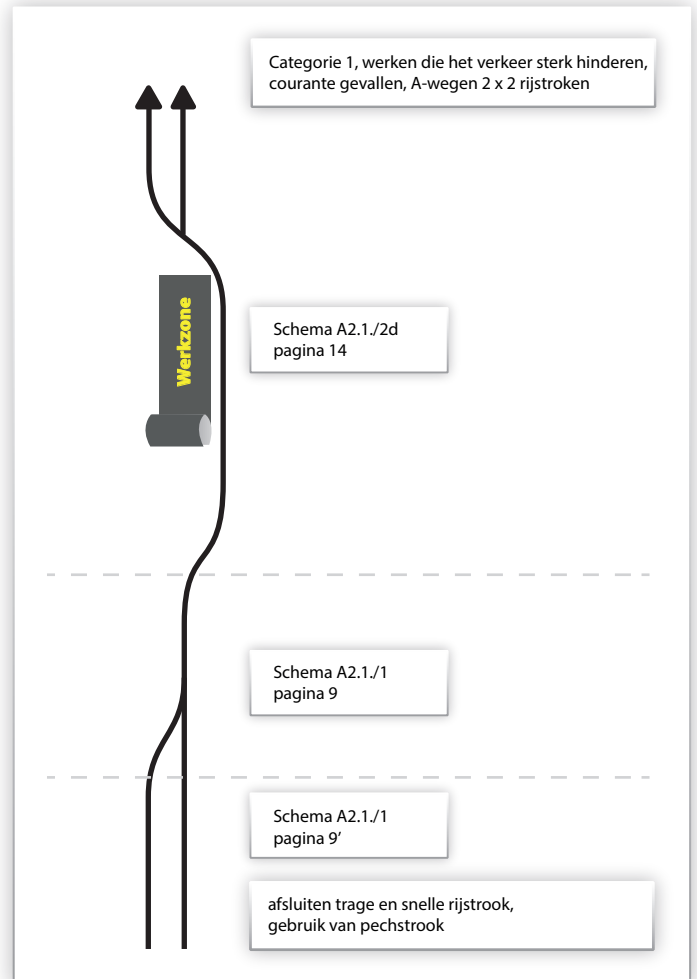 Categorie 1, werken die het verkeer sterk hinderen,
courante gevallen, A-wegen 2 x 2 rijstroken
Werkzone
Schema A2.1./2d
pagina 14
Schema A2.1./1
pagina 9
Schema A2.1./1
pagina 9’
afsluiten trage en snelle rijstrook,
gebruik van pechstrook